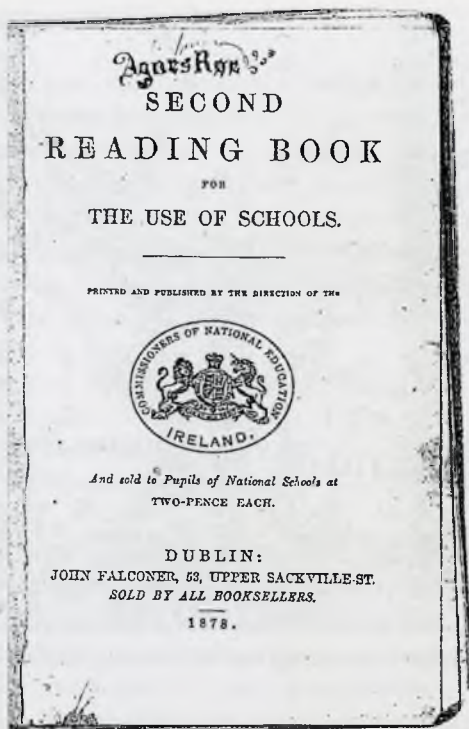 Agnes Roe
SECOND
READING BOOK
FOR
THE USE OF SCHOOLS.
PRINTED AND PUBLISHED BY THE DIRECTION OF THE
COMMISSIONERS OF NATIONAL EDUCATION
IRELAND.
And sold to Pupils of National Schools at
TWO-PENCE EACH.
DUBLIN:
JOHN FALCONER, 53, UPPER SACKVILLE-ST.
SOLD BY ALL BOOKSELLERS.
1878.